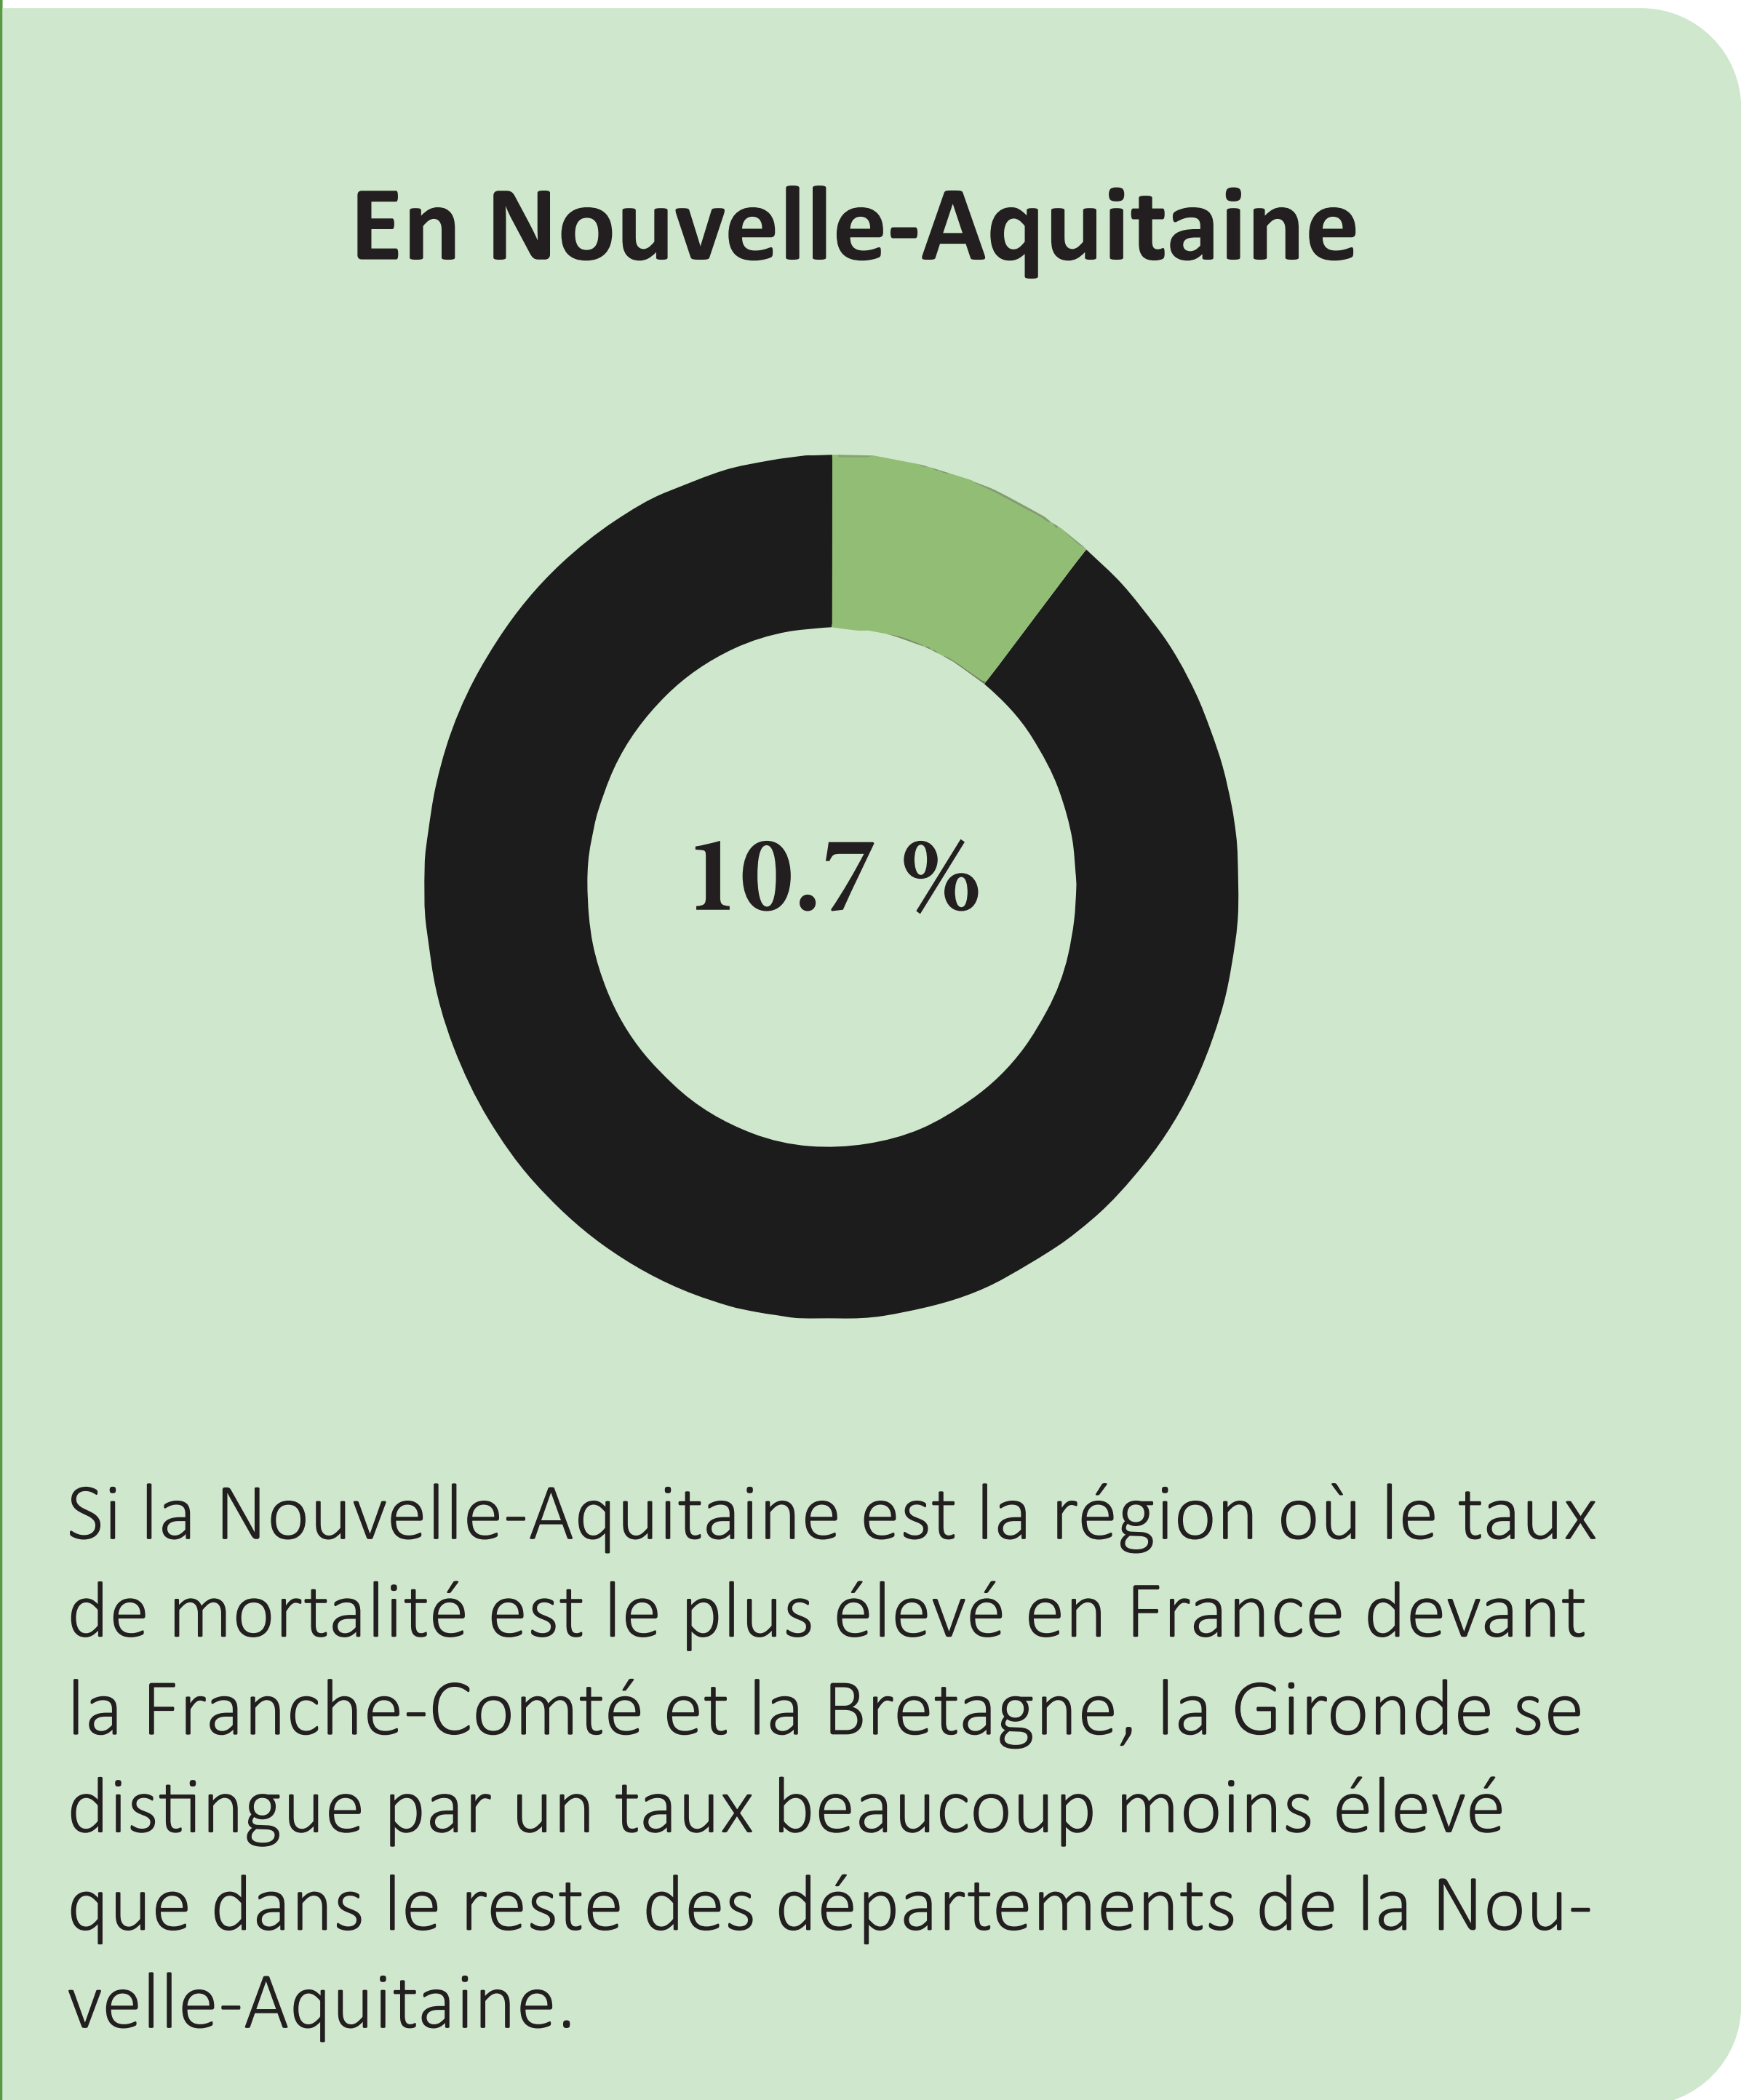 En Nouvelle-Aquitaine
10.7 %
Si la Nouvelle-Aquitaine est la région où le taux
de mortalité est le plus élevé en France devant
la Franche-Comté et la Bretagne, la Gironde se
distingue par un taux beaucoup moins élevé
que dans le reste des départements de la Nou-
velle-Aquitaine.